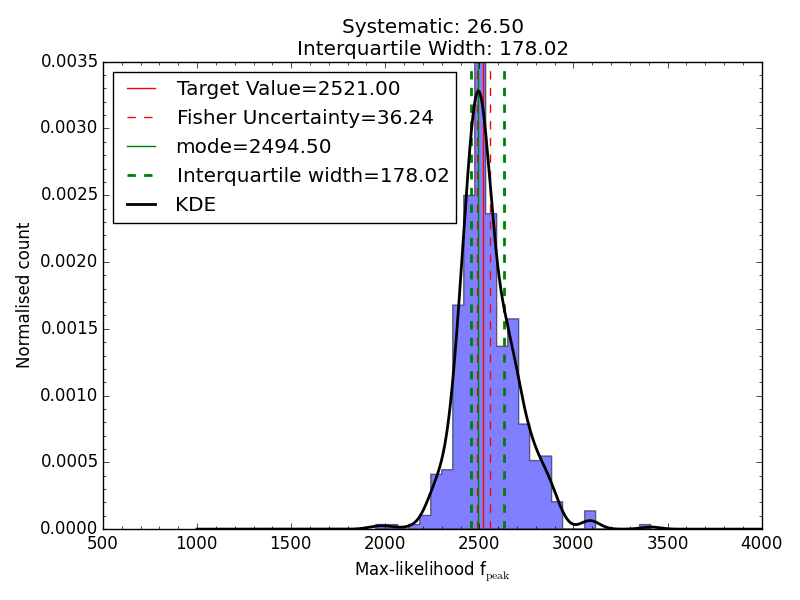 Systematic: 26.50
Interquartile Width: 178.02
Target Value=2521.00
Fisher Uncertainty=36.24
mode=2494.50
Interquartile width=178.02
KDE
Normalised count
0.0035
0.0030
0.0025
0.0020
0.0015
0.0010
0.0005
0.0000
500 1000 1500 2000 2500 3000 3500 4000
Max-likelihood f_peak